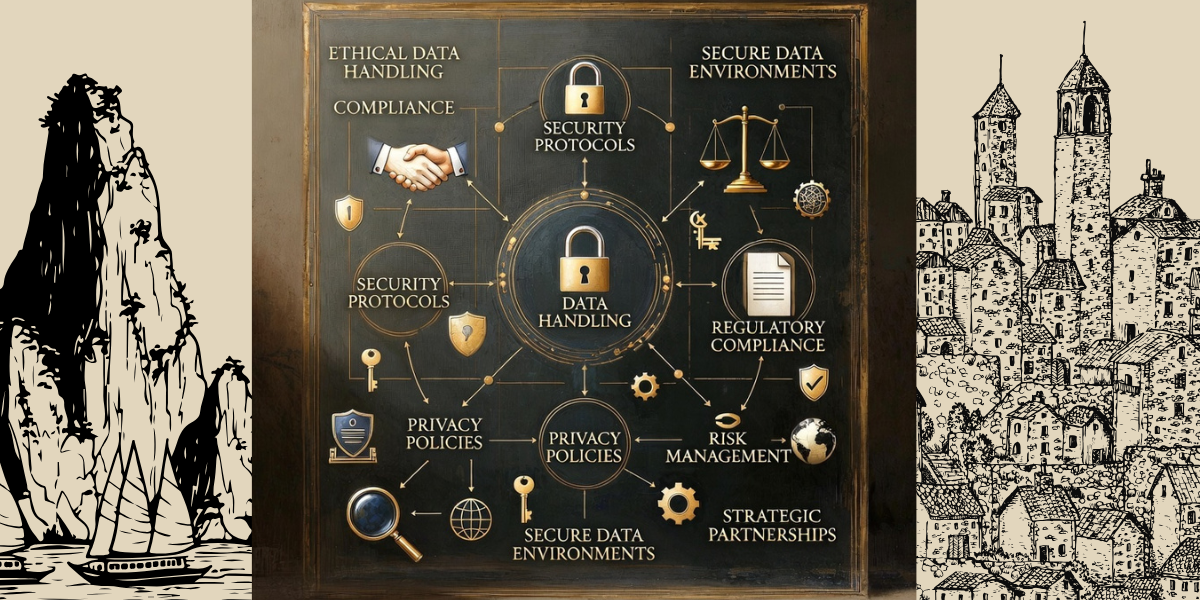 ETHICAL DATA
HANDLING
COMPLIANCE
SECURITY
PROTOCOLS
SECURE DATA
ENVIRONMENTS
1
SECURITY
PROTOCOLS
DATA
HANDLING
REGULATORY
COMPLIANCE
PRIVACY
POLICIES
PRIVACY
POLICIES
RISK
MANAGEMENT
SECURE DATA
ENVIRONMENTS
STRATEGIC
PARTNERSHIPS